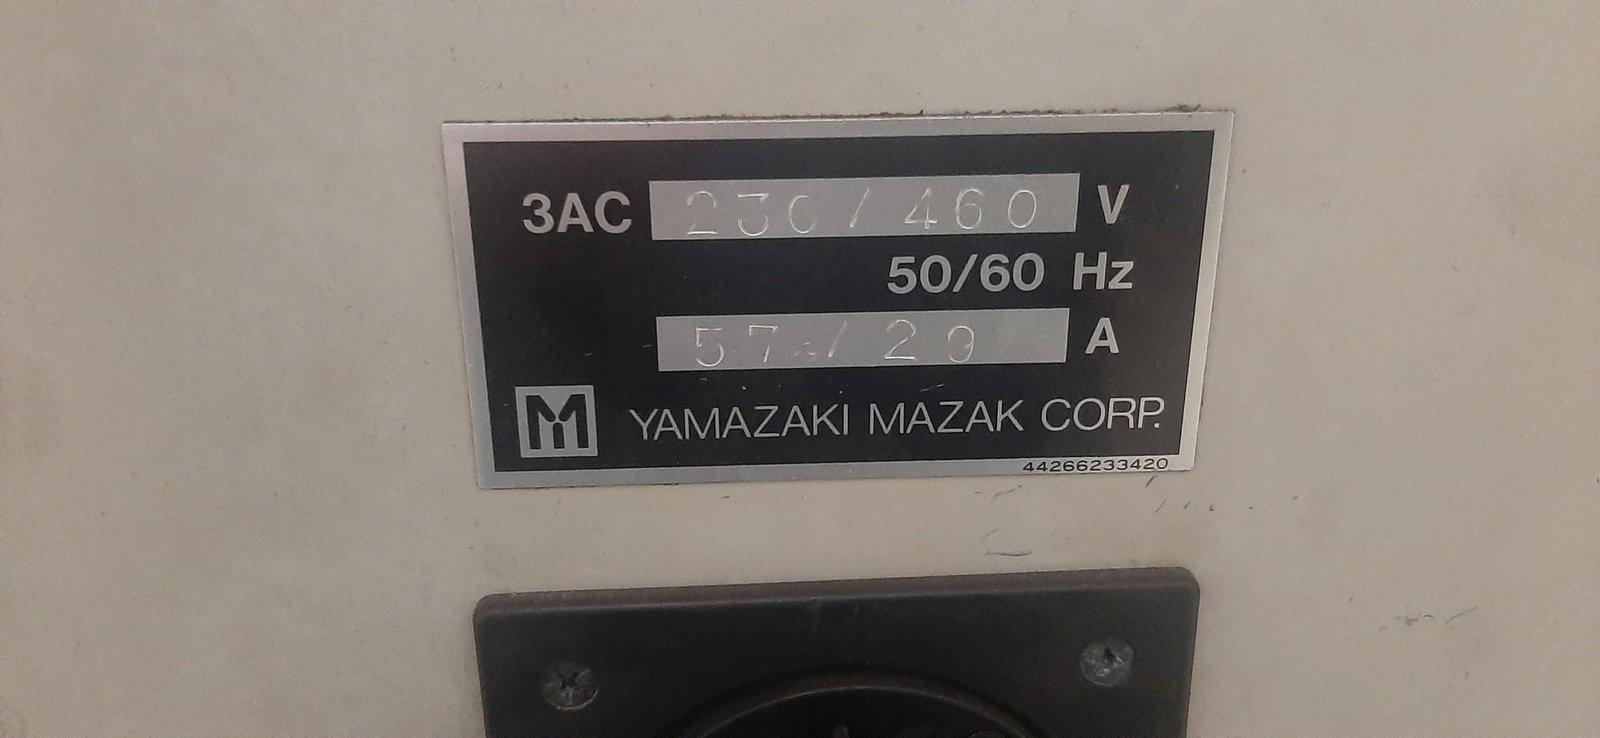 3AC 230/460 V
50/60 Hz
57/29 A
M YAMAZAKI MAZAK CORP.
44266233420